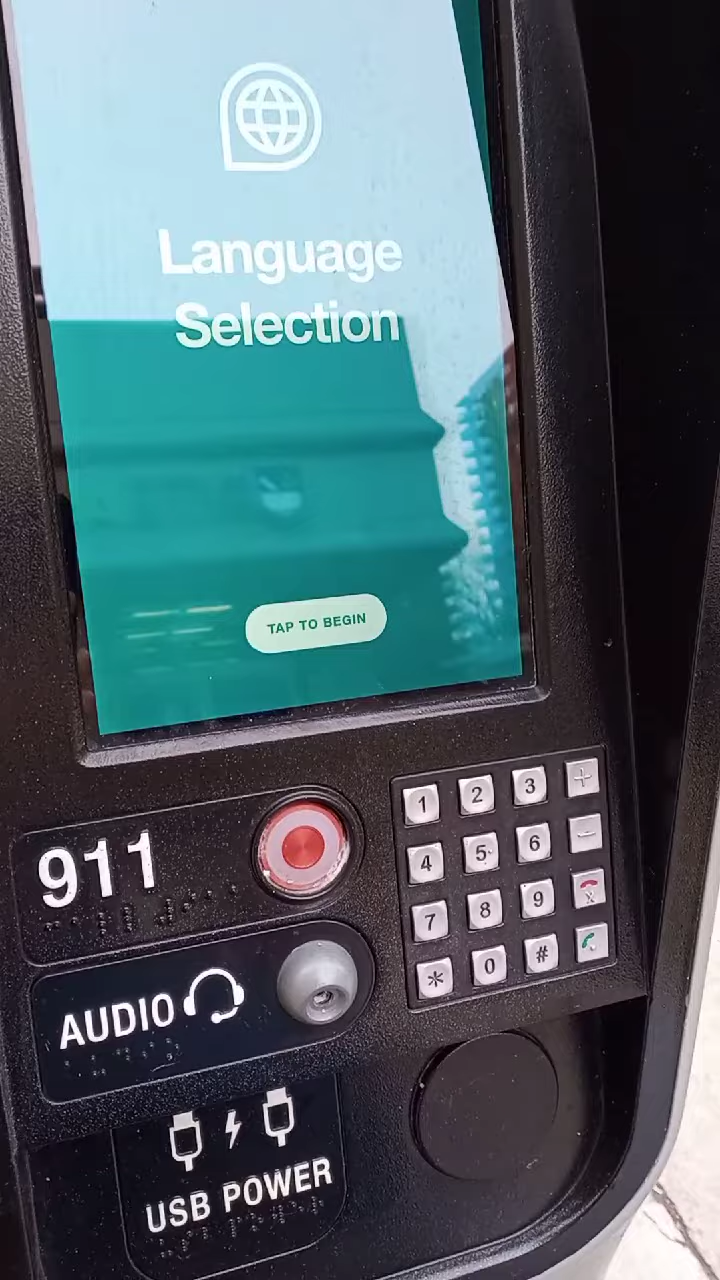 Language
Selection
TAP TO BEGIN
911
1 2 3 +
4 5 6 -
7 8 9
* 0 #
AUDIO
USB POWER